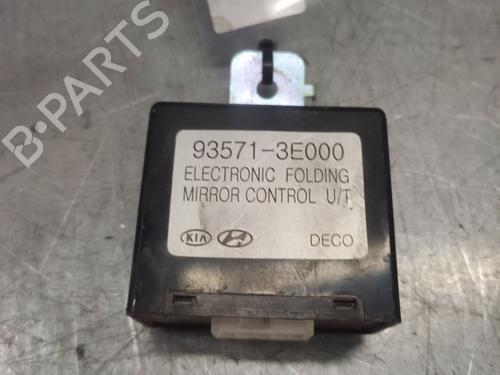 93571-3E000
ELECTRONIC FOLDING
MIRROR CONTROL U/T
KIA
DECO
B-PARTS